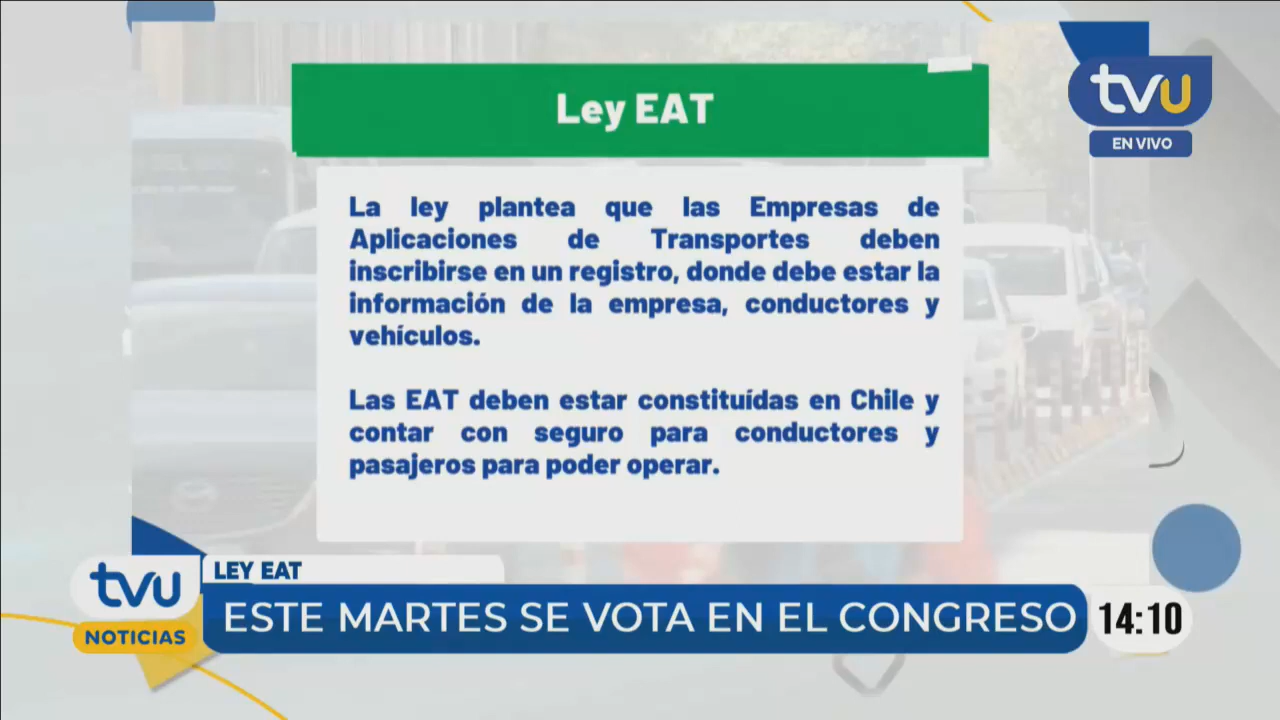 Ley EAT
tvu
EN VIVO
La ley plantea que las Empresas de
Aplicaciones de Transportes deben
inscribirse en un registro, donde debe estar la
información de la empresa, conductores y
vehículos.
Las EAT deben estar constituídas en Chile y
contar con seguro para conductores y
pasajeros para poder operar.
tvu
NOTICIAS
LEY EAT
ESTE MARTES SE VOTA EN EL CONGRESO
14:10